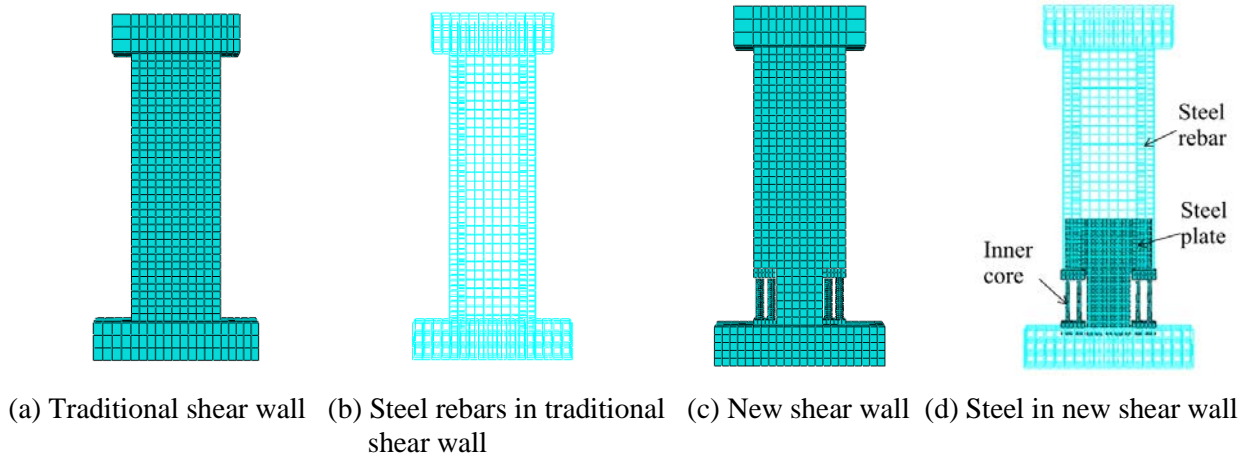 Steel
rebar
Steel
plate
Inner
core
(a) Traditional shear wall
(b) Steel rebars in traditional
shear wall
(c) New shear wall
(d) Steel in new shear wall